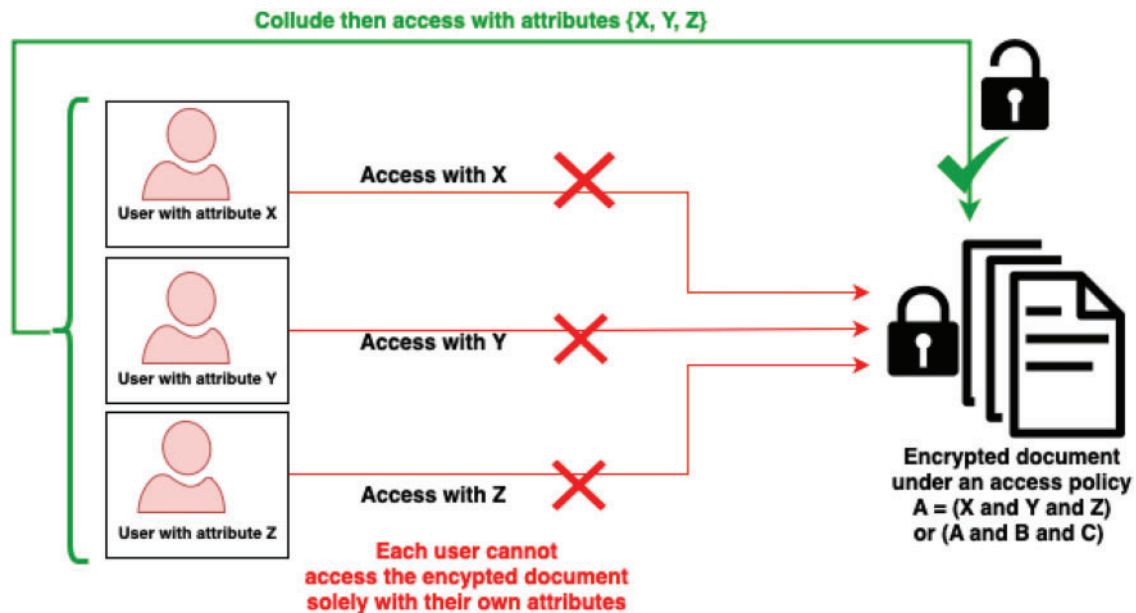 Collude then access with attributes {X, Y, Z}
User with attribute X
Access with X
User with attribute Y
Access with Y
User with attribute Z
Access with Z
Each user cannot
access the encrypted document
solely with their own attributes
Encrypted document
under an access policy
A = (X and Y and Z)
or (A and B and C)